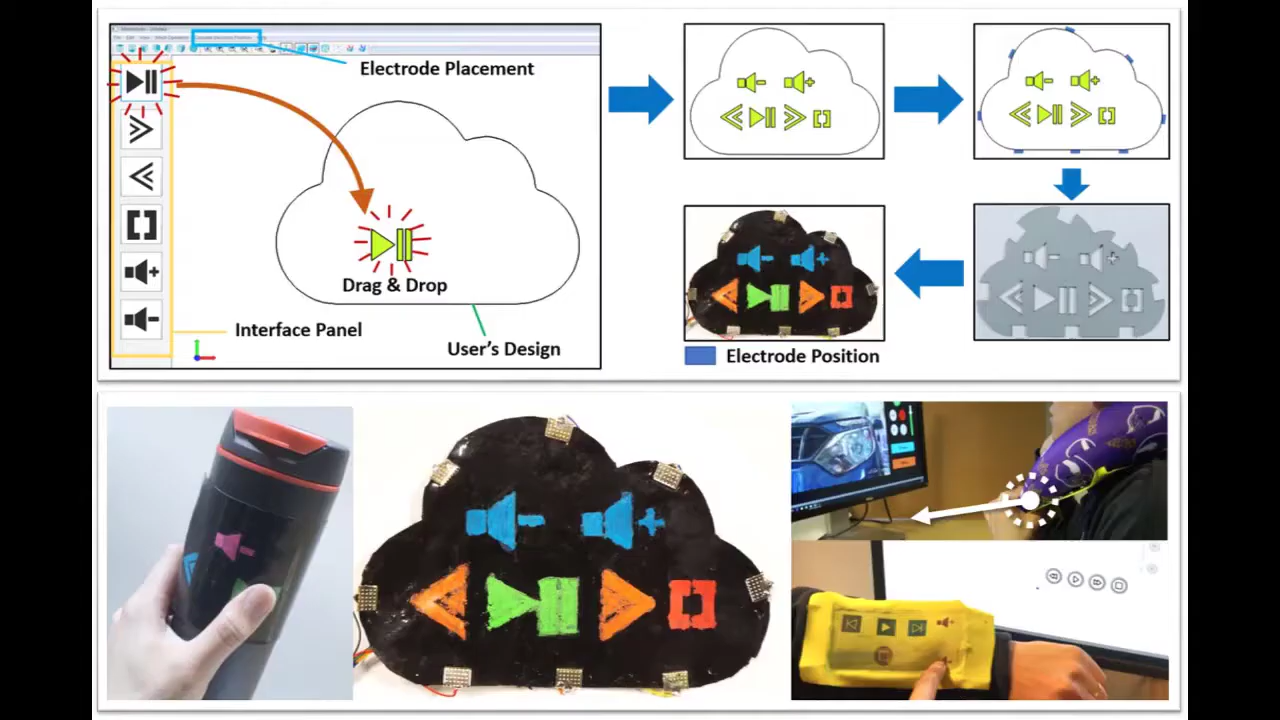 Electrode Placement
Drag & Drop
Interface Panel
User's Design
Electrode Position